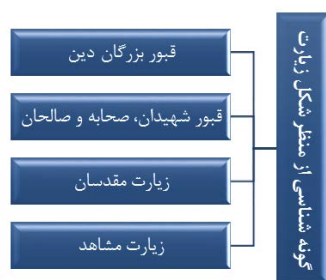 گونه شناسی از منظر شکل زیارت
قبور بزرگان دین
قبور شهیدان، صحابه و صالحان
زیارت مقدسان
زیارت مشاهد